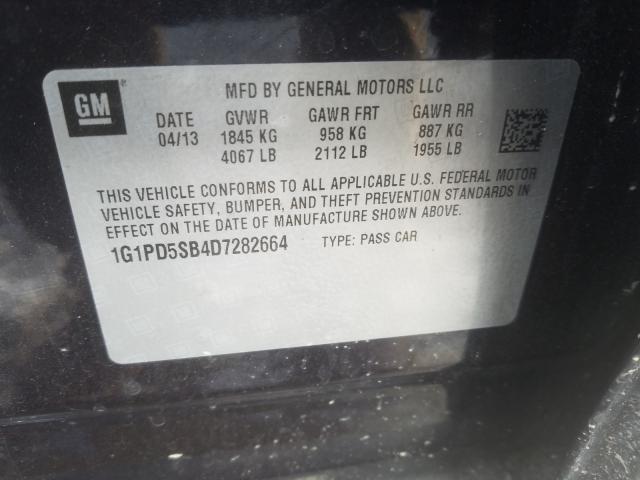 GM
MFD BY GENERAL MOTORS LLC
DATE GVWR GAWR FRT GAWR RR
04/13 1845 KG 958 KG 887 KG
4067 LB 2112 LB 1955 LB
THIS VEHICLE CONFORMS TO ALL APPLICABLE U.S. FEDERAL MOTOR
VEHICLE SAFETY, BUMPER, AND THEFT PREVENTION STANDARDS IN
EFFECT ON THE DATE OF MANUFACTURE SHOWN ABOVE.
1G1PD5SB4D7282664 TYPE: PASS CAR